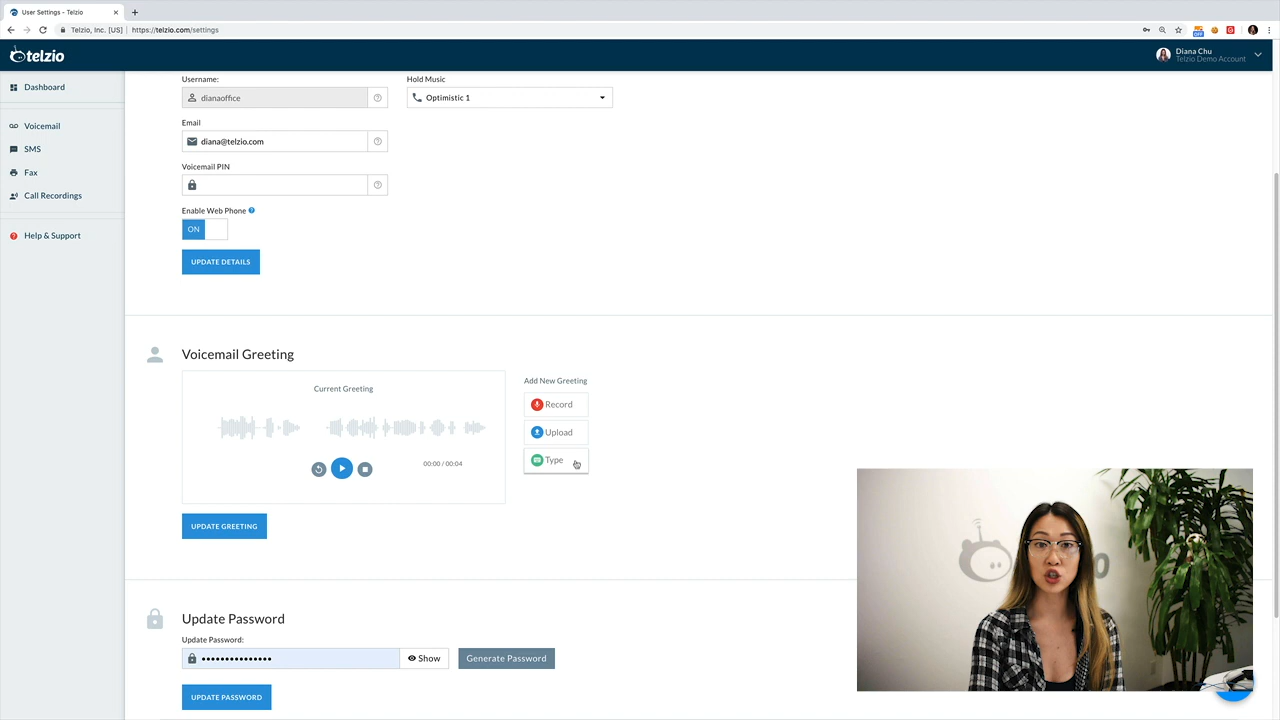 User Settings - Telzio
Telzio, Inc. [US] | https://telzio.com/settings
OFF
telzio
Diana Chu
Telzio Demo Account
Dashboard
Voicemail
SMS
Fax
Call Recordings
Help & Support
Username:
dianaoffice
Hold Music
Optimistic 1
Email
diana@telzio.com
Voicemail PIN
Enable Web Phone
ON
UPDATE DETAILS
Voicemail Greeting
Current Greeting
00:00 / 00:04
Add New Greeting
Record
Upload
Type
UPDATE GREETING
Update Password
Update Password:
•••••••••••••••
Show
Generate Password
UPDATE PASSWORD